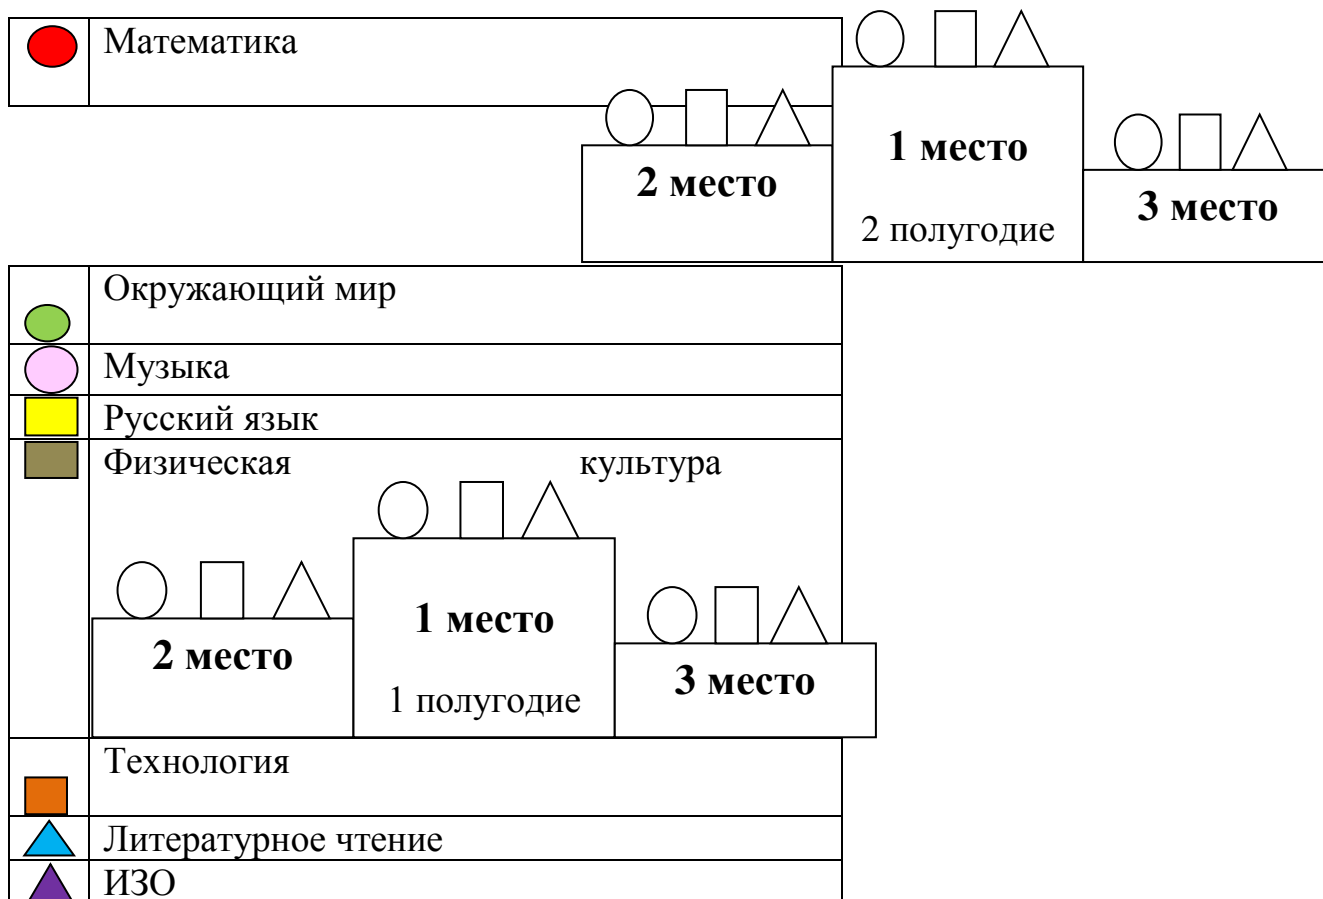 Математика
1 место
2 место
3 место
2 полугодие
Окружающий мир
Музыка
Русский язык
Физическая культура
1 место
2 место
3 место
1 полугодие
Технология
Литературное чтение
ИЗО